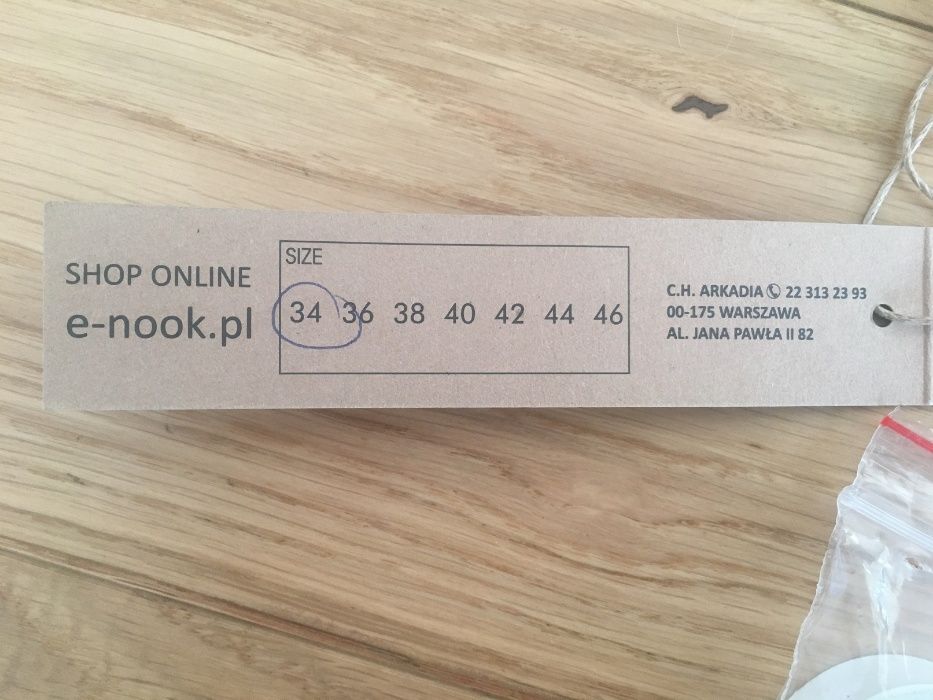 SHOP ONLINE
e-nook.pl
SIZE
34 36 38 40 42 44 46
C.H. ARKADIA ✆ 22 313 23 93
00-175 WARSZAWA
AL. JANA PAWŁA II 82